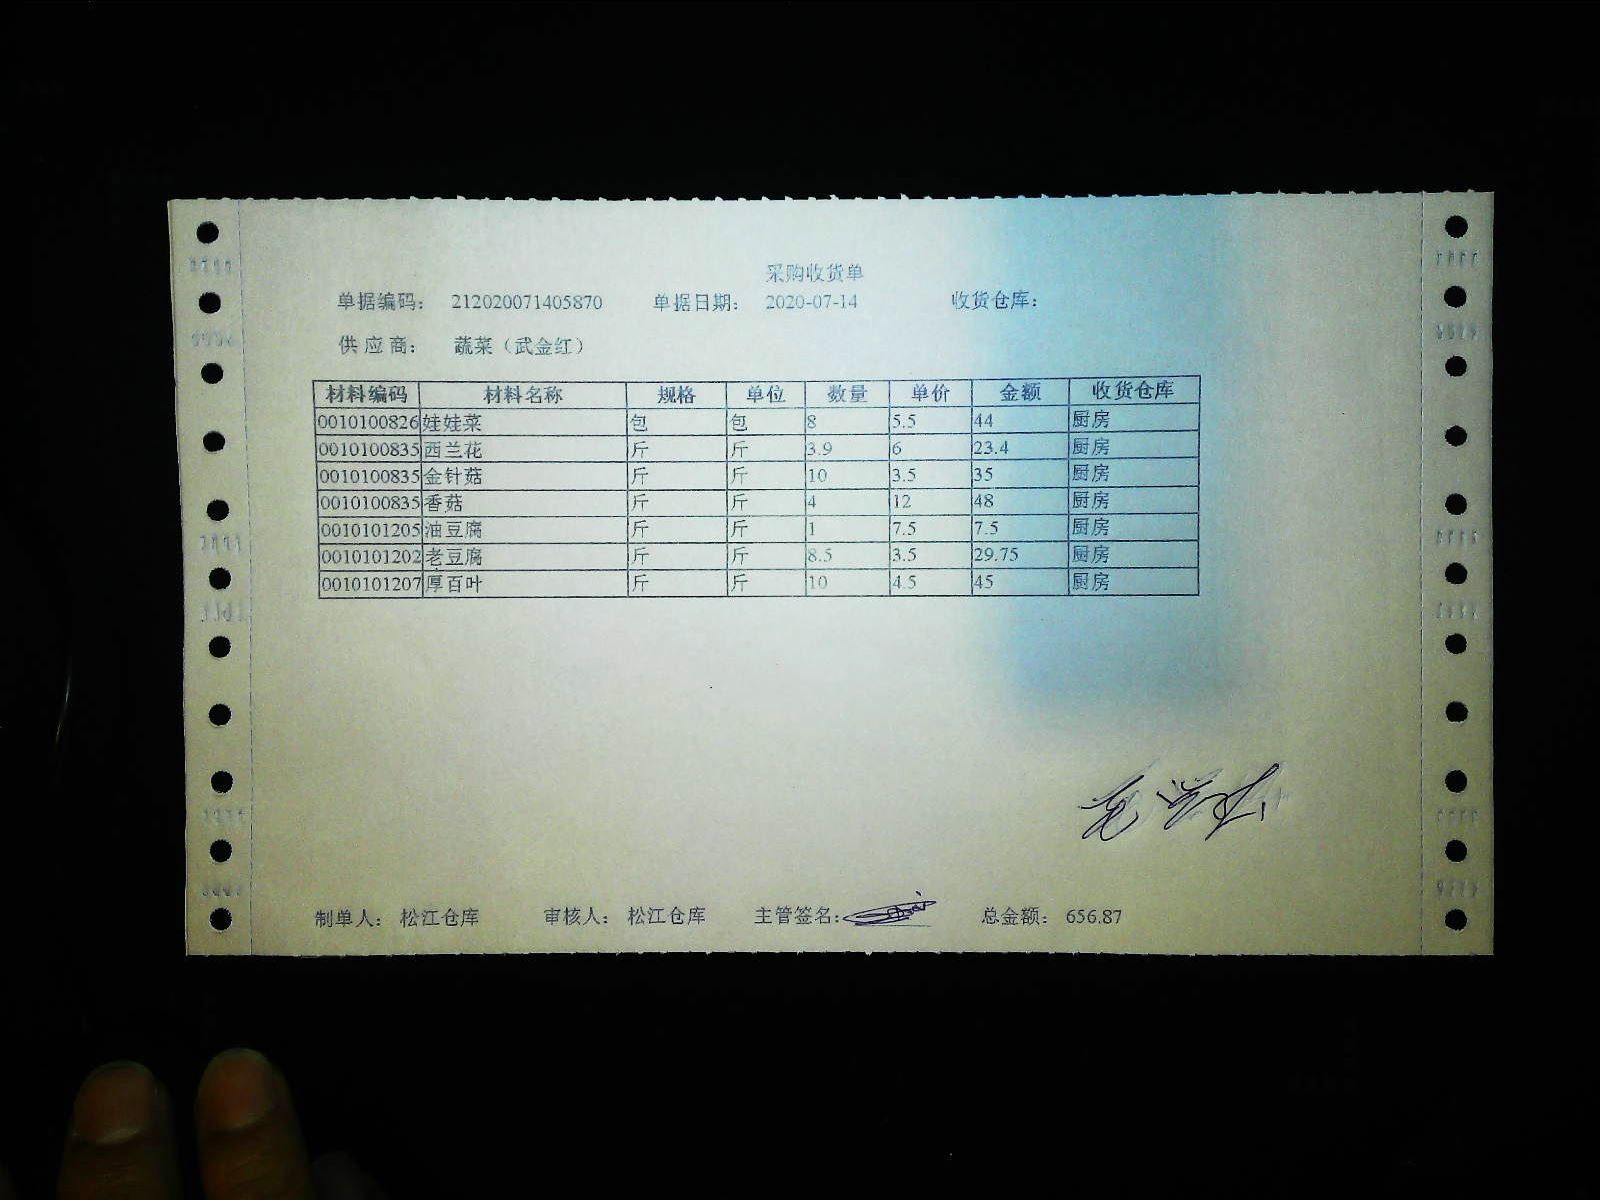 采购收货单
单据编码： 212020071405870 单据日期： 2020-07-14 收货仓库：
供应商： 蔬菜（武金红）
材料编码 材料名称 规格 单位 数量 单价 金额 收货仓库
0010100826 娃娃菜 包 包 8 5.5 44 厨房
0010100835 西兰花 斤 斤 3.9 6 23.4 厨房
0010100835 金针菇 斤 斤 10 3.5 35 厨房
0010100835 香菇 斤 斤 4 12 48 厨房
0010101205 油豆腐 斤 斤 1 7.5 7.5 厨房
0010101202 老豆腐 斤 斤 8.5 3.5 29.75 厨房
0010101207 厚百叶 斤 斤 10 4.5 45 厨房
制单人： 松江仓库 审核人： 松江仓库 主管签名： 总金额： 656.87